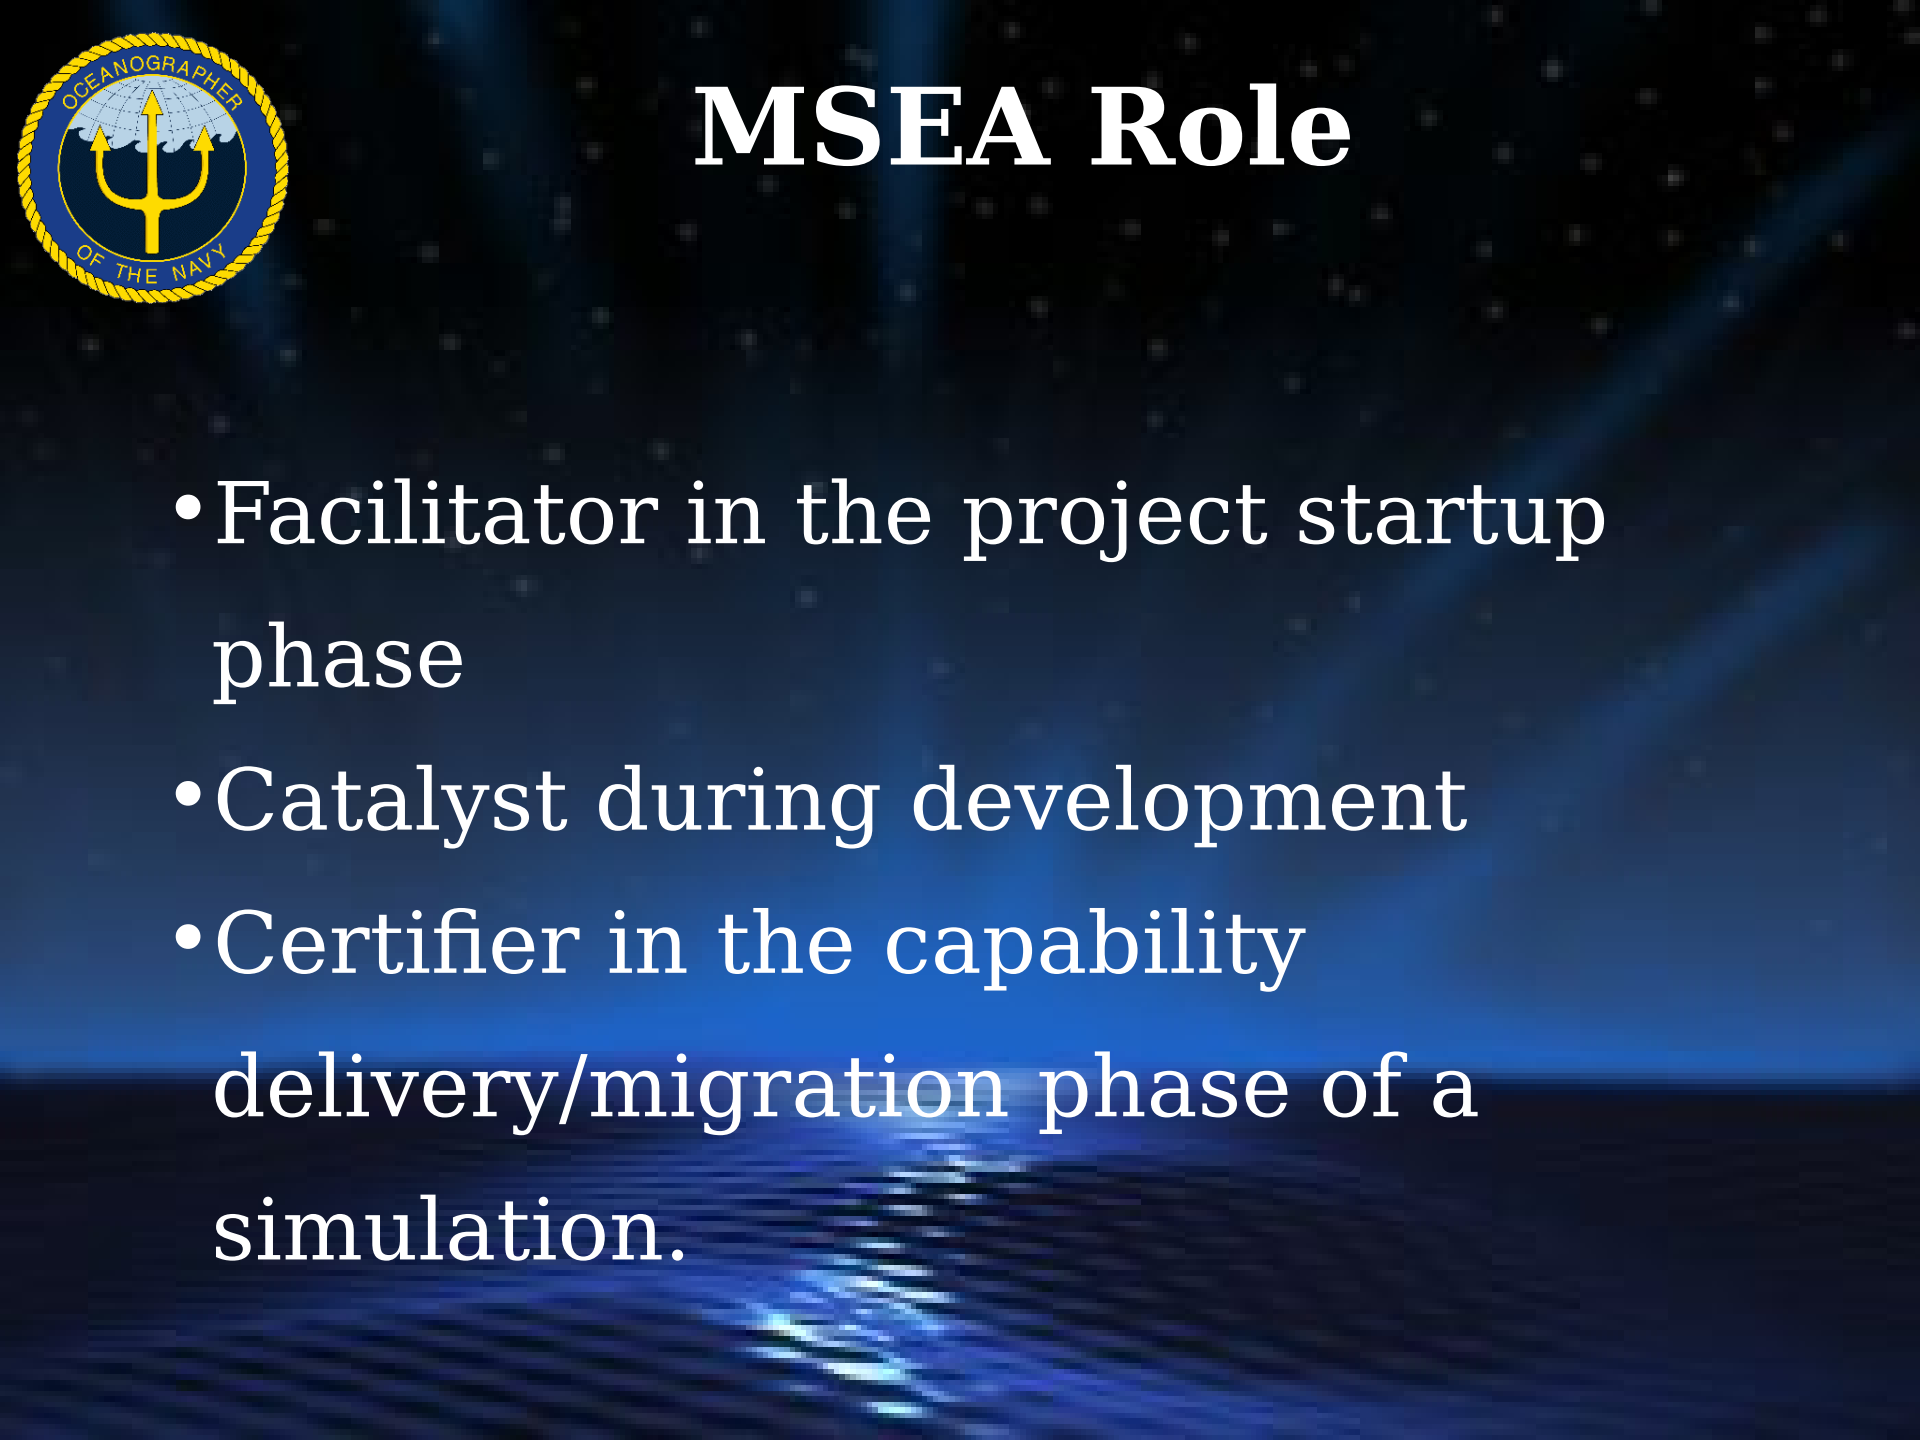 OCEANOGRAPHER
OF THE NAVY
MSEA Role
•Facilitator in the project startup
phase
•Catalyst during development
•Certifier in the capability
delivery/migration phase of a
simulation.